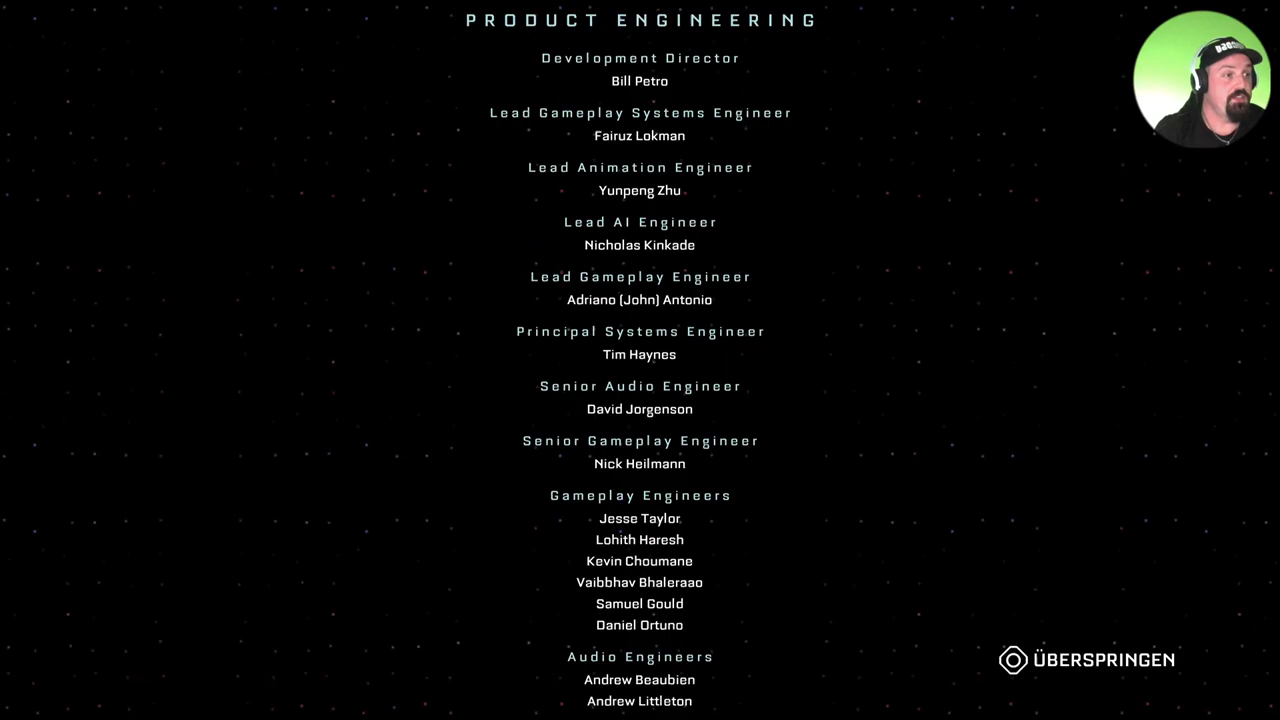 PRODUCT ENGINEERING
Development Director
Bill Petro
Lead Gameplay Systems Engineer
Fairuz Lokman
Lead Animation Engineer
Yunpeng Zhu
Lead AI Engineer
Nicholas Kinkade
Lead Gameplay Engineer
Adriano (John) Antonio
Principal Systems Engineer
Tim Haynes
Senior Audio Engineer
David Jorgenson
Senior Gameplay Engineer
Nick Heilmann
Gameplay Engineers
Jesse Taylor
Lohith Haresh
Kevin Choumane
Vaibbhav Bhaleraao
Samuel Gould
Daniel Ortuno
Audio Engineers
Andrew Beaubien
Andrew Littleton
ÜBERSPRINGEN